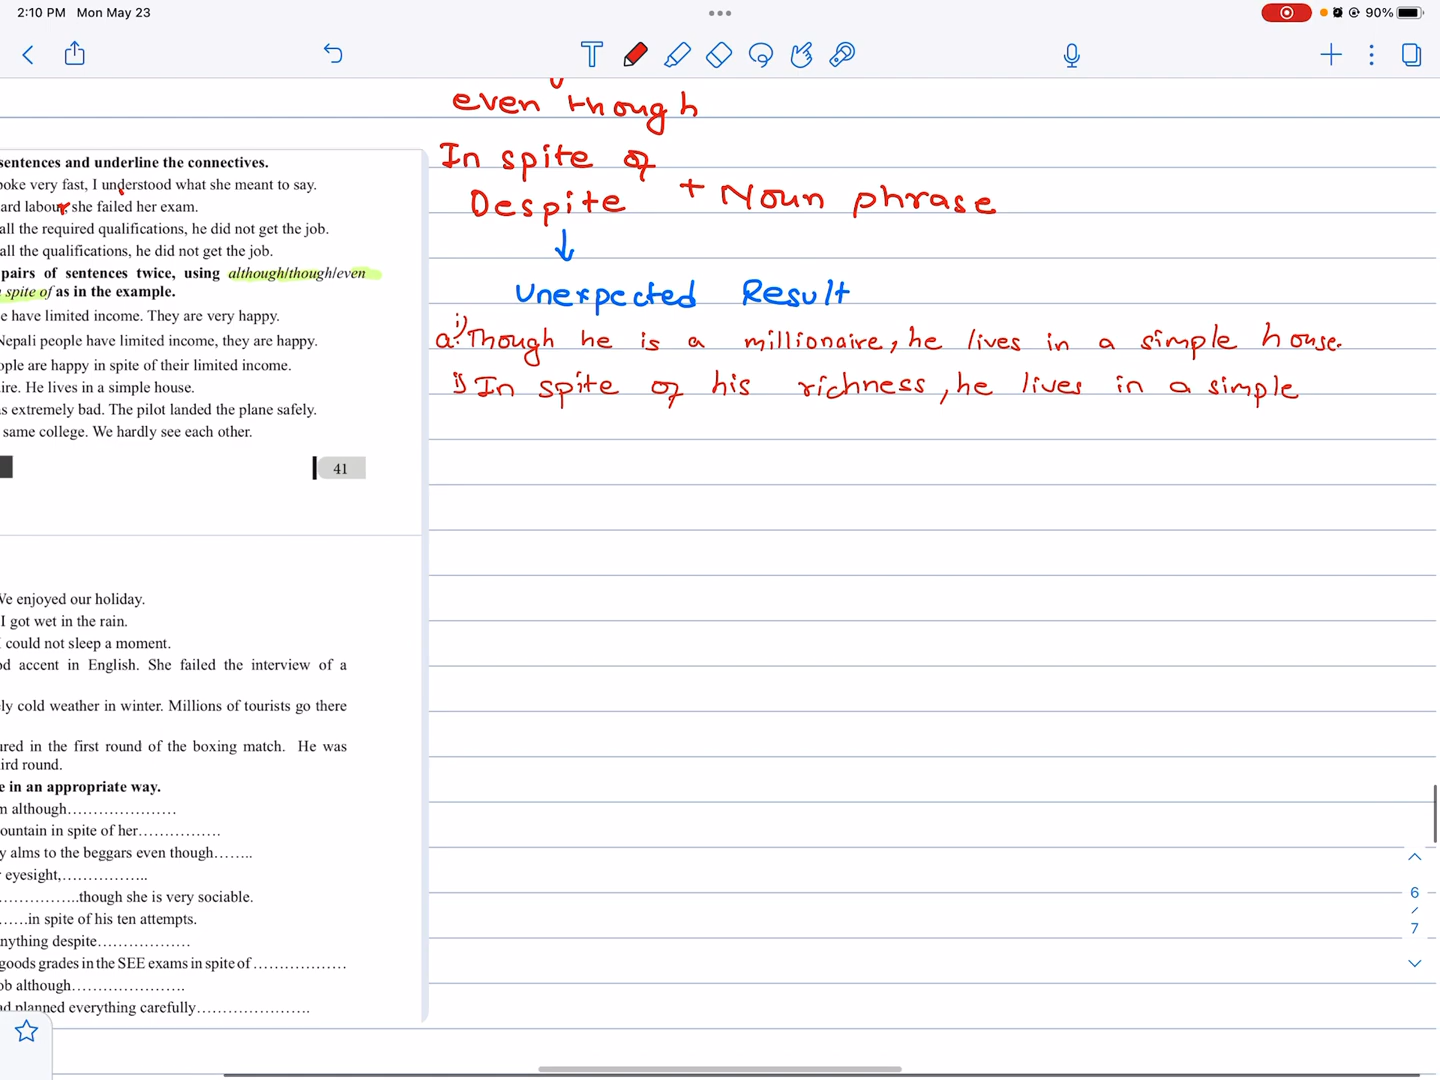 2:10 PM Mon May 23
90%
even though
In spite of
Despite + Noun phrase
Unexpected Result
a. i) Though he is a millionaire, he lives in a simple house.
ii) In spite of his richness, he lives in a simple
sentences and underline the connectives.
poke very fast, I understood what she meant to say.
ard labour, she failed her exam.
all the required qualifications, he did not get the job.
all the qualifications, he did not get the job.
pairs of sentences twice, using although/though/even
spite of as in the example.
e have limited income. They are very happy.
Nepali people have limited income, they are happy.
ople are happy in spite of their limited income.
ire. He lives in a simple house.
s extremely bad. The pilot landed the plane safely.
same college. We hardly see each other.
41
We enjoyed our holiday.
I got wet in the rain.
I could not sleep a moment.
od accent in English. She failed the interview of a
ly cold weather in winter. Millions of tourists go there
ured in the first round of the boxing match. He was
ird round.
e in an appropriate way.
m although.....................
ountain in spite of her...............
y alms to the beggars even though........
r eyesight,................
................though she is very sociable.
......in spite of his ten attempts.
nything despite..................
goods grades in the SEE exams in spite of..................
ob although......................
ad planned everything carefully......................
6
/
7